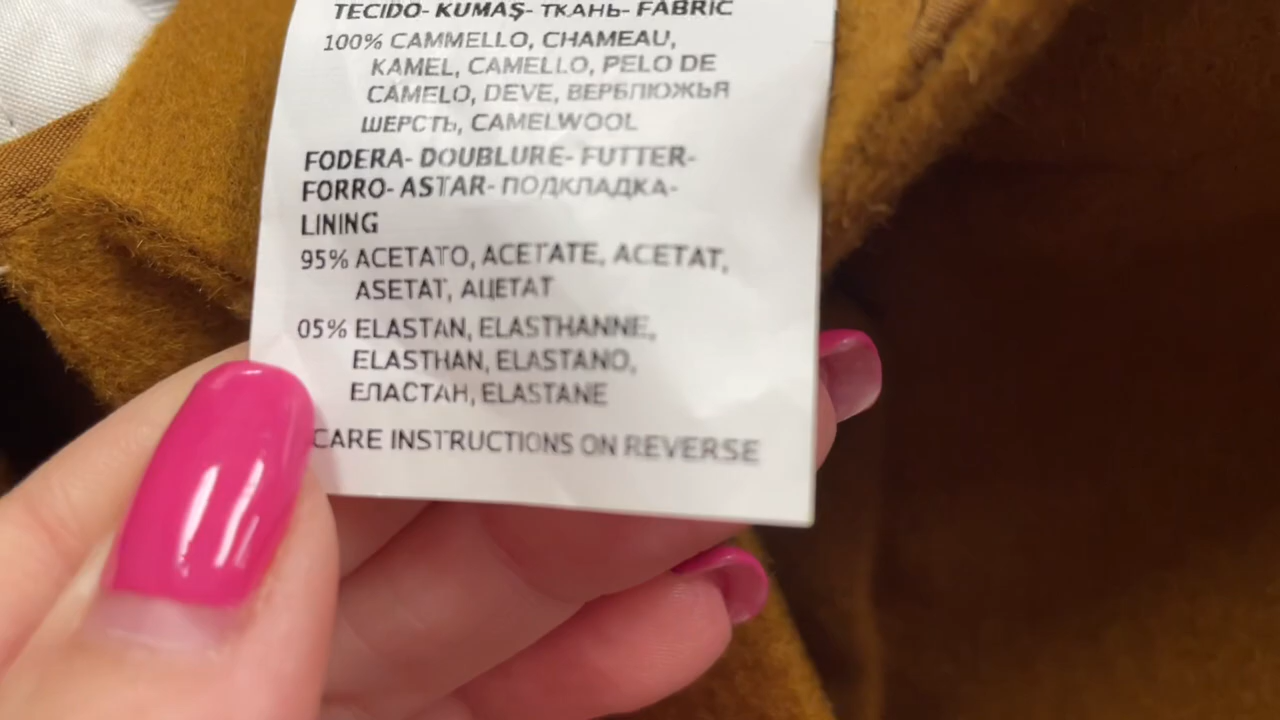 TECIDO- KUMAŞ- ТКАНЬ- FABRIC
100% CAMMELLO, CHAMEAU,
KAMEL, CAMELLO, PELO DE
CAMELO, DEVE, ВЕРБЛЮЖЬЯ
ШЕРСТЬ, CAMELWOOL
FODERA- DOUBLURE- FUTTER-
FORRO- ASTAR- ПОДКЛАДКА-
LINING
95% ACETATO, ACETATE, ACETAT,
ASETAT, АЦЕТАТ
05% ELASTAN, ELASTHANNE,
ELASTHAN, ELASTANO,
ЕЛАСТАН, ELASTANE
CARE INSTRUCTIONS ON REVERSE